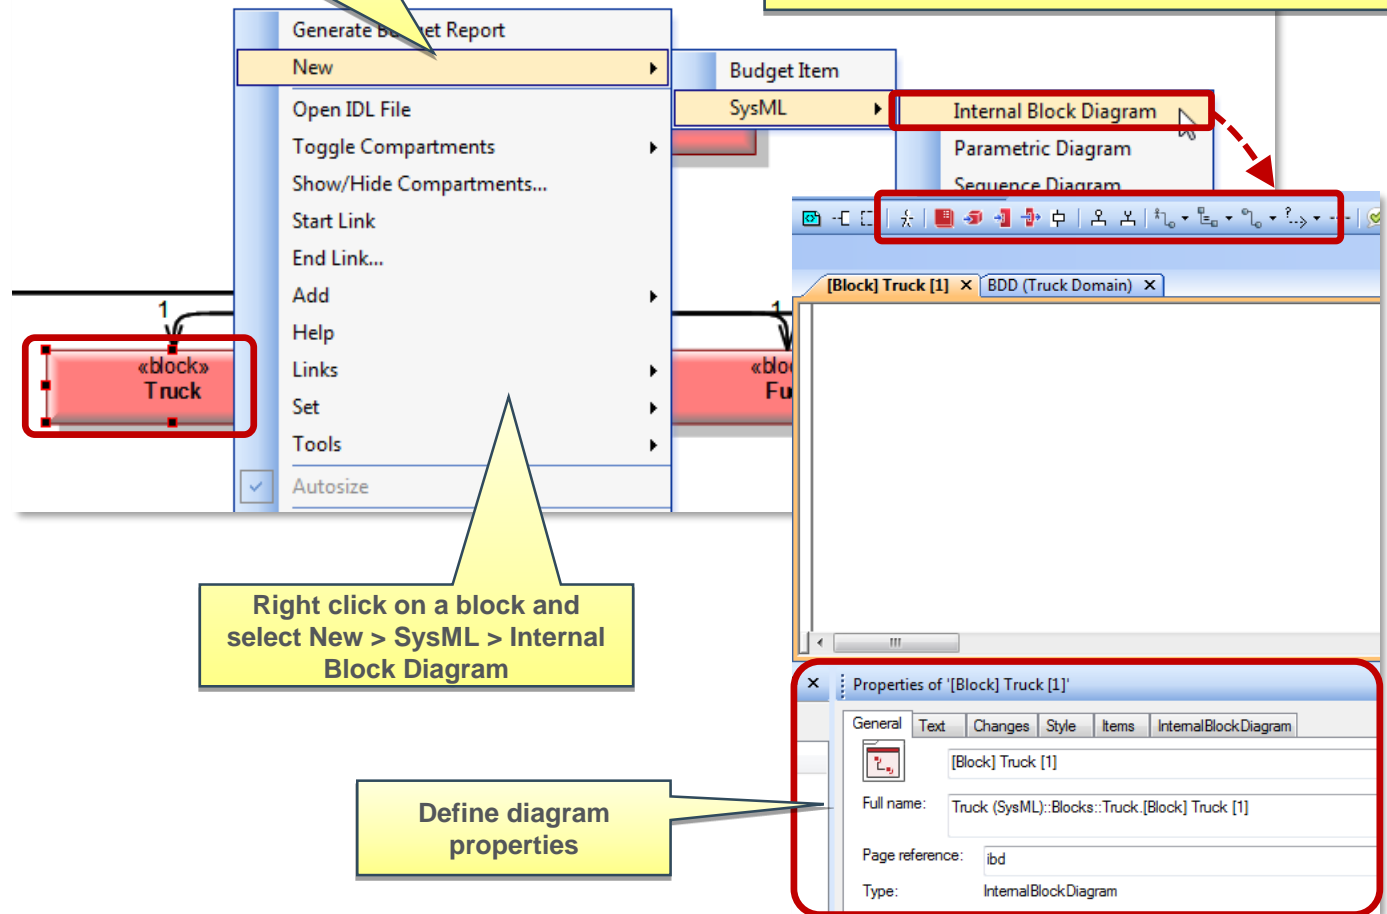 Generate Budget Report
New
Budget Item
SysML
Internal Block Diagram
Open IDL File
Toggle Compartments
Parametric Diagram
Show/Hide Compartments...
Sequence Diagram
Start Link
End Link...
[Block] Truck [1]
BDD (Truck Domain)
Add
1
1
Help
«block»
Truck
Links
«bloc
Fu
Set
Tools
Autosize
Right click on a block and
select New > SysML > Internal
Block Diagram
Properties of '[Block] Truck [1]'
General
Text
Changes
Style
Items
InternalBlockDiagram
[Block] Truck [1]
Full name:
Truck (SysML)::Blocks::Truck.[Block] Truck [1]
Define diagram
properties
Page reference:
ibd
Type:
InternalBlockDiagram